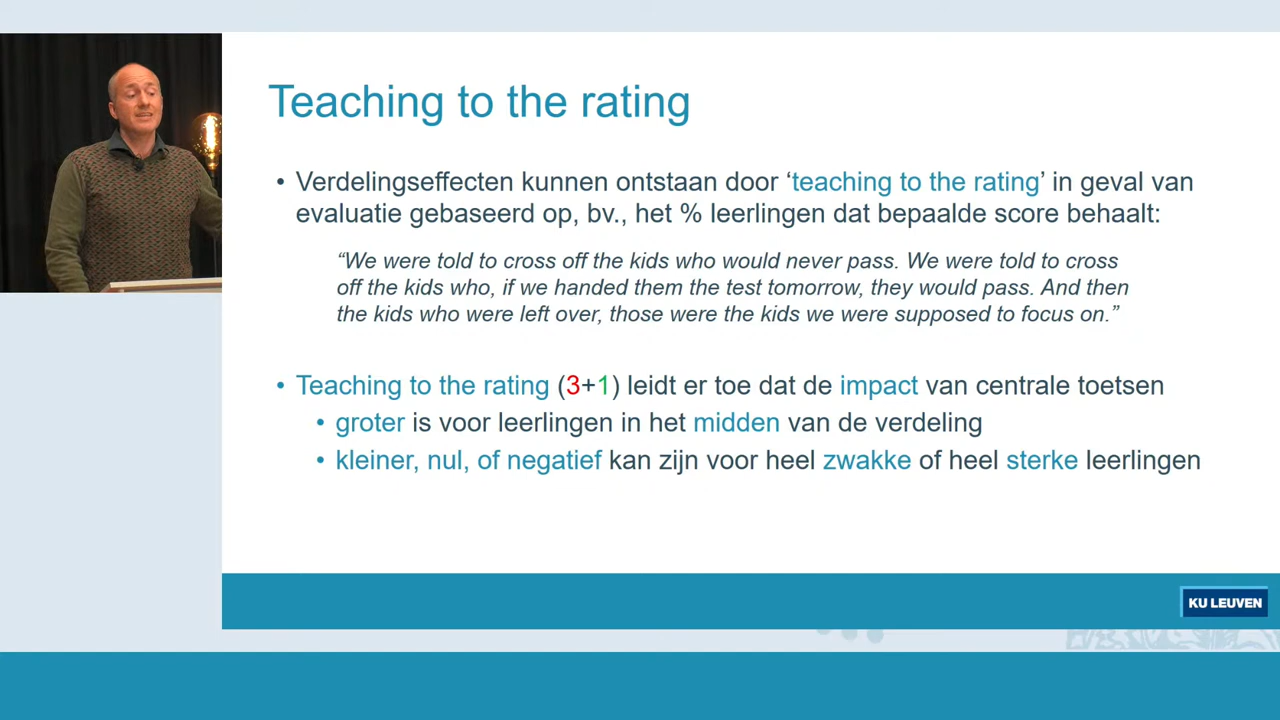 Teaching to the rating
• Verdelingseffecten kunnen ontstaan door ‘teaching to the rating’ in geval van
evaluatie gebaseerd op, bv., het % leerlingen dat bepaalde score behaalt:
“We were told to cross off the kids who would never pass. We were told to cross
off the kids who, if we handed them the test tomorrow, they would pass. And then
the kids who were left over, those were the kids we were supposed to focus on.”
• Teaching to the rating (3+1) leidt er toe dat de impact van centrale toetsen
• groter is voor leerlingen in het midden van de verdeling
• kleiner, nul, of negatief kan zijn voor heel zwakke of heel sterke leerlingen
KU LEUVEN